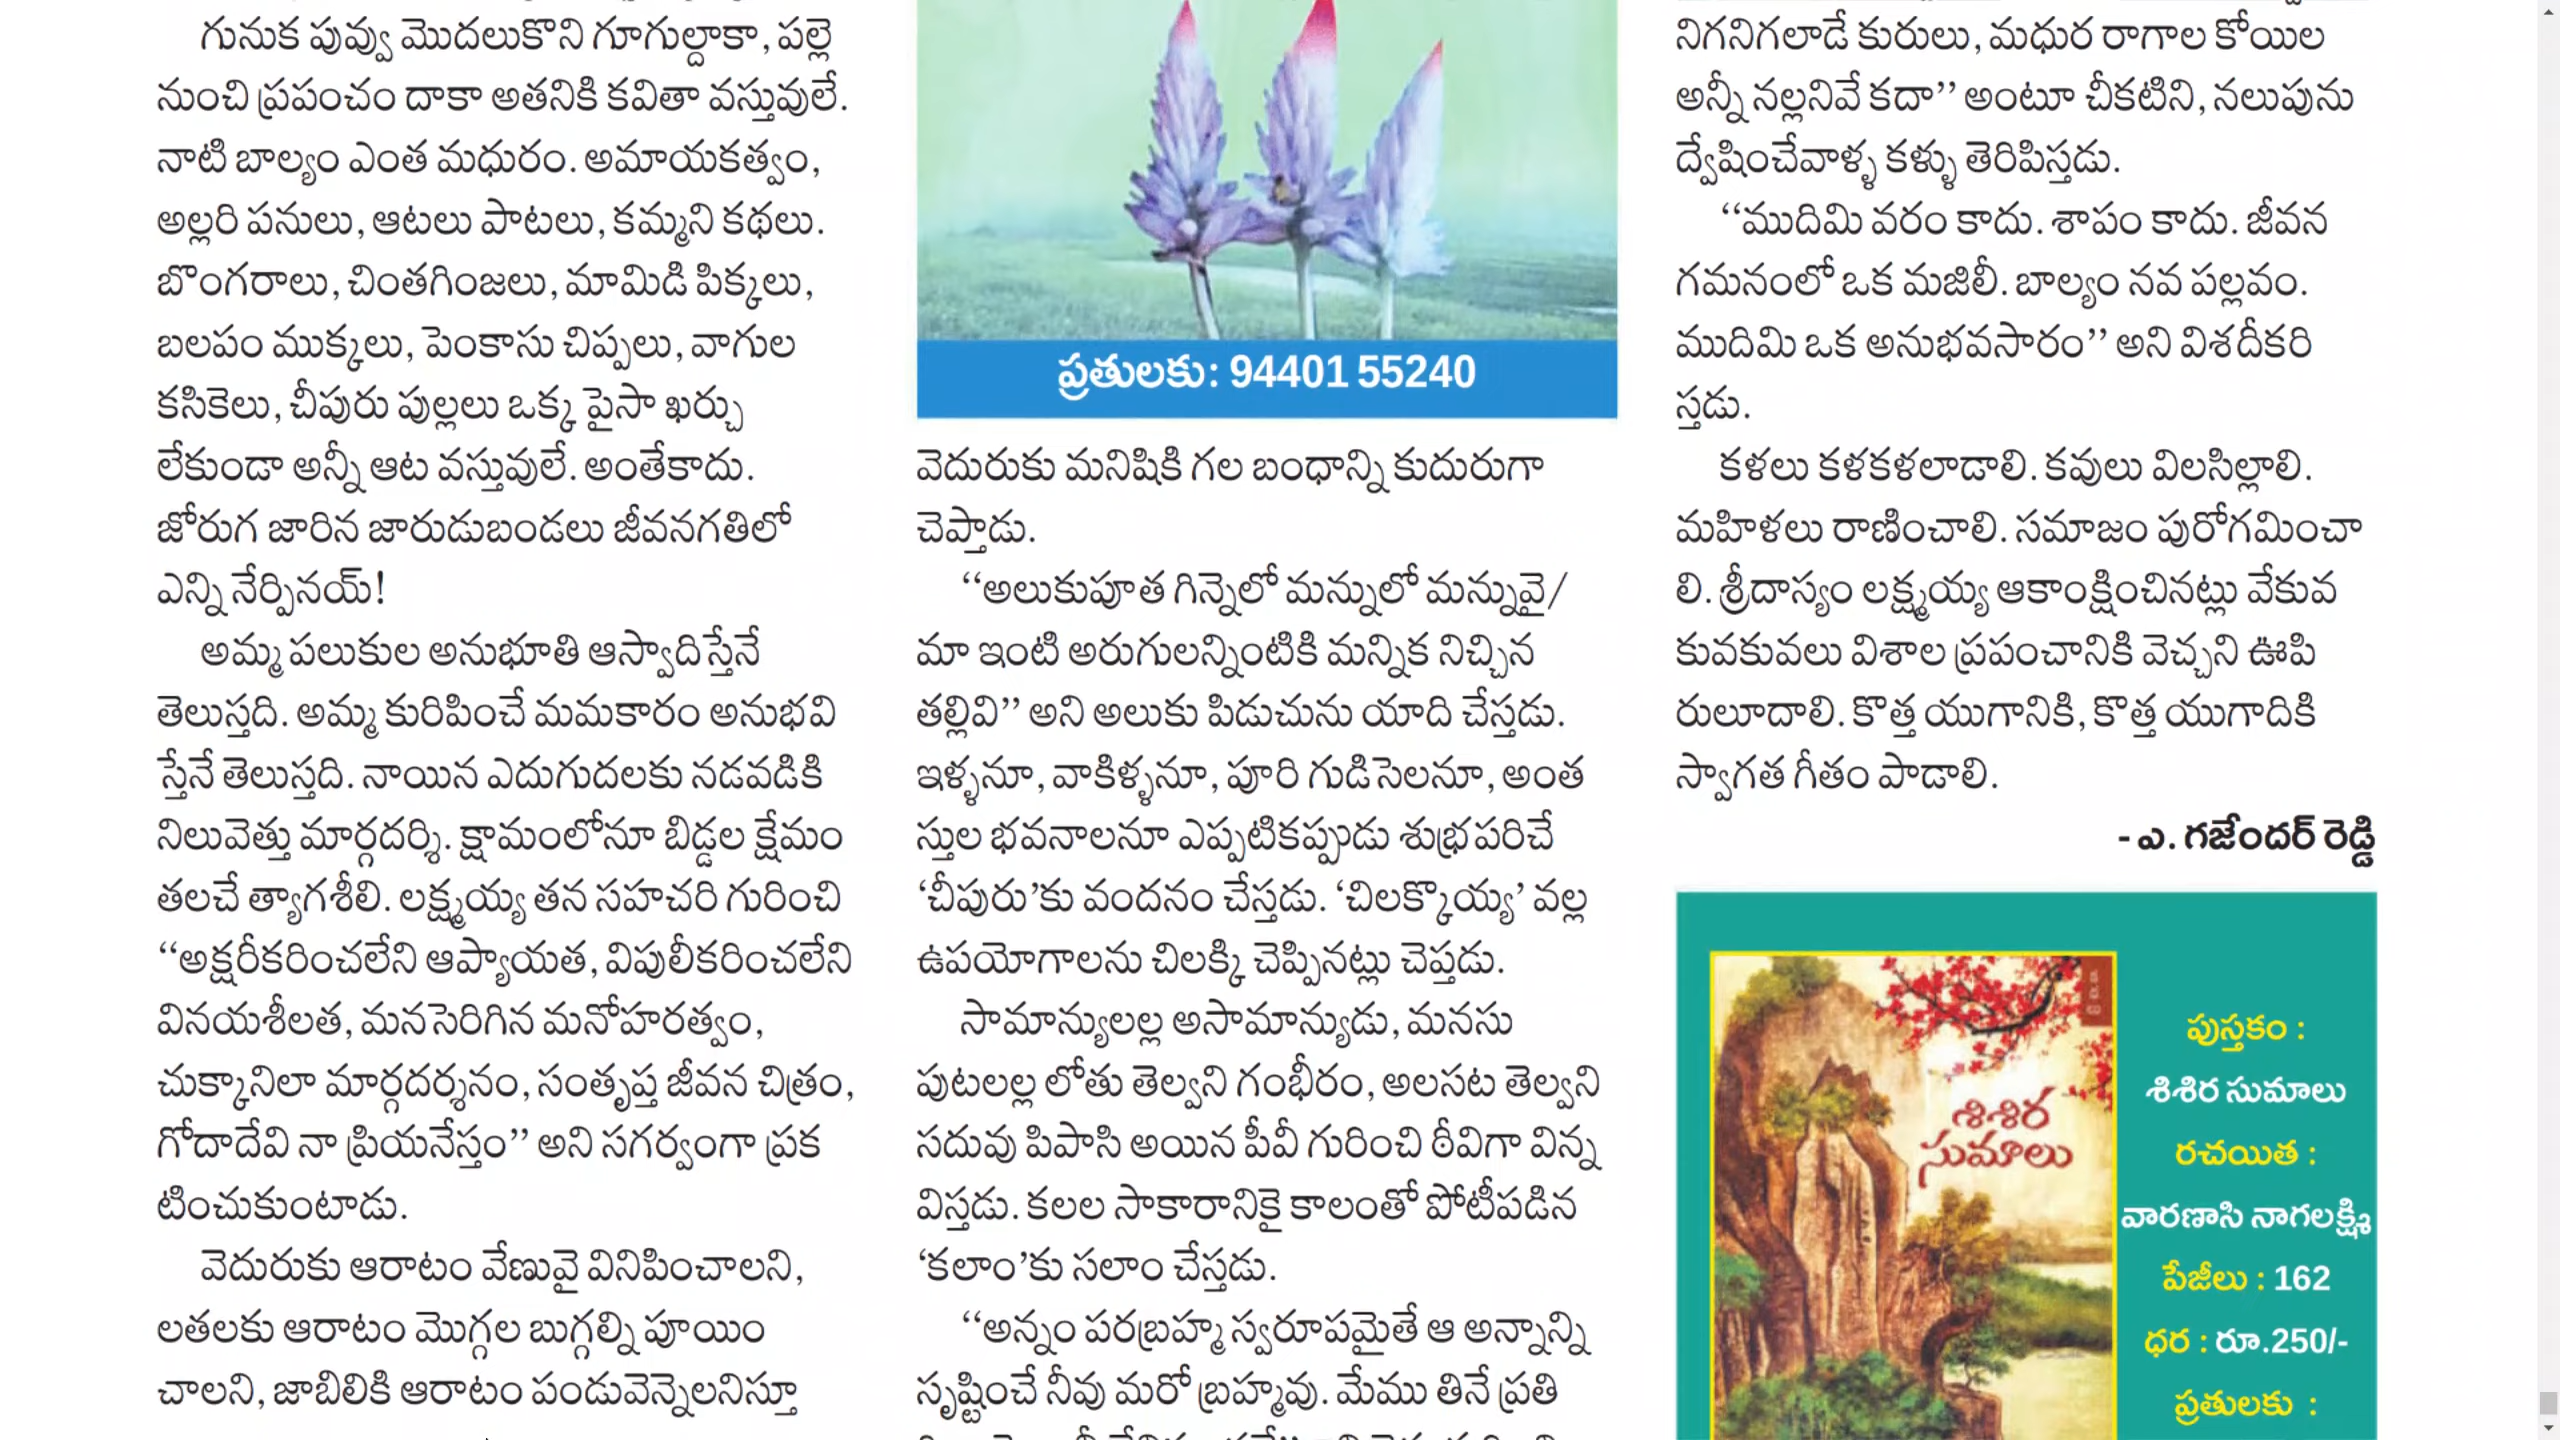 గునుక పువ్వు మొదలుకొని గూగుల్దాకా, పల్లె
నుంచి ప్రపంచం దాకా అతనికి కవితా వస్తువులే.
నాటి బాల్యం ఎంత మధురం. అమాయకత్వం,
అల్లరి పనులు, ఆటలు పాటలు, కమ్మని కథలు.
బొంగరాలు, చింతగింజలు, మామిడి పిక్కలు,
బలపం ముక్కలు, పెంకాసు చిప్పలు, వాగుల
కసికెలు, చీపురు పుల్లలు ఒక్క పైసా ఖర్చు
లేకుండా అన్నీ ఆట వస్తువులే. అంతేకాదు.
జోరుగ జారిన జారుడుబండలు జీవనగతిలో
ఎన్ని నేర్పినయ్!
అమ్మ పలుకుల అనుభూతి ఆస్వాదిస్తేనే
తెలుస్తది. అమ్మ కురిపించే మమకారం అనుభవి
స్తేనే తెలుస్తది. నాయిన ఎదుగుదలకు నడవడికి
నిలువెత్తు మార్గదర్శి. క్షామంలోనూ బిడ్డల క్షేమం
తలచే త్యాగశీలి. లక్ష్మయ్య తన సహచరి గురించి
“అక్షరీకరించలేని ఆప్యాయత, విపులీకరించలేని
వినయశీలత, మనసెరిగిన మనోహరత్వం,
చుక్కానిలా మార్గదర్శనం, సంతృప్త జీవన చిత్రం,
గోదాదేవి నా ప్రియనేస్తం” అని సగర్వంగా ప్రక
టించుకుంటాడు.
వెదురుకు ఆరాటం వేణువై వినిపించాలని,
లతలకు ఆరాటం మొగ్గల బుగ్గల్ని పూయిం
చాలని, జాబిలికి ఆరాటం పండువెన్నెలనిస్తూ
ప్రతులకు: 94401 55240
వెదురుకు మనిషికి గల బంధాన్ని కుదురుగా
చెప్తాడు.
“అలుకుపూత గిన్నెలో మన్నులో మన్నువై/
మా ఇంటి అరుగులన్నింటికి మన్నిక నిచ్చిన
తల్లివి” అని అలుకు పిడుచును యాది చేస్తడు.
ఇళ్ళనూ, వాకిళ్ళనూ, పూరి గుడిసెలనూ, అంత
స్తుల భవనాలనూ ఎప్పటికప్పుడు శుభ్రపరిచే
‘చీపురు’కు వందనం చేస్తడు. ‘చిలక్కొయ్య’ వల్ల
ఉపయోగాలను చిలక్కి చెప్పినట్లు చెప్తడు.
సామాన్యులల్ల అసామాన్యుడు, మనసు
పుటలల్ల లోతు తెల్వని గంభీరం, అలసట తెల్వని
సదువు పిపాసి అయిన పీవీ గురించి ఠీవిగా విన్న
విస్తడు. కలల సాకారానికై కాలంతో పోటీపడిన
‘కలాం’కు సలాం చేస్తడు.
“అన్నం పరబ్రహ్మ స్వరూపమైతే ఆ అన్నాన్ని
సృష్టించే నీవు మరో బ్రహ్మవు. మేము తినే ప్రతి
నిగనిగలాడే కురులు, మధుర రాగాల కోయిల
అన్నీ నల్లనివే కదా” అంటూ చీకటిని, నలుపును
ద్వేషించేవాళ్ళ కళ్ళు తెరిపిస్తడు.
“ముదిమి వరం కాదు. శాపం కాదు. జీవన
గమనంలో ఒక మజిలీ. బాల్యం నవ పల్లవం.
ముదిమి ఒక అనుభవసారం” అని విశదీకరి
స్తడు.
కళలు కళకళలాడాలి. కవులు విలసిల్లాలి.
మహిళలు రాణించాలి. సమాజం పురోగమించా
లి. శ్రీదాస్యం లక్ష్మయ్య ఆకాంక్షించినట్లు వేకువ
కువకువలు విశాల ప్రపంచానికి వెచ్చని ఊపి
రులూదాలి. కొత్త యుగానికి, కొత్త యుగాదికి
స్వాగత గీతం పాడాలి.
- ఎ. గజేందర్ రెడ్డి
శిశిర
సుమాలు
పుస్తకం :
శిశిర సుమాలు
రచయిత :
వారణాసి నాగలక్ష్మి
పేజీలు : 162
ధర : రూ.250/-
ప్రతులకు :